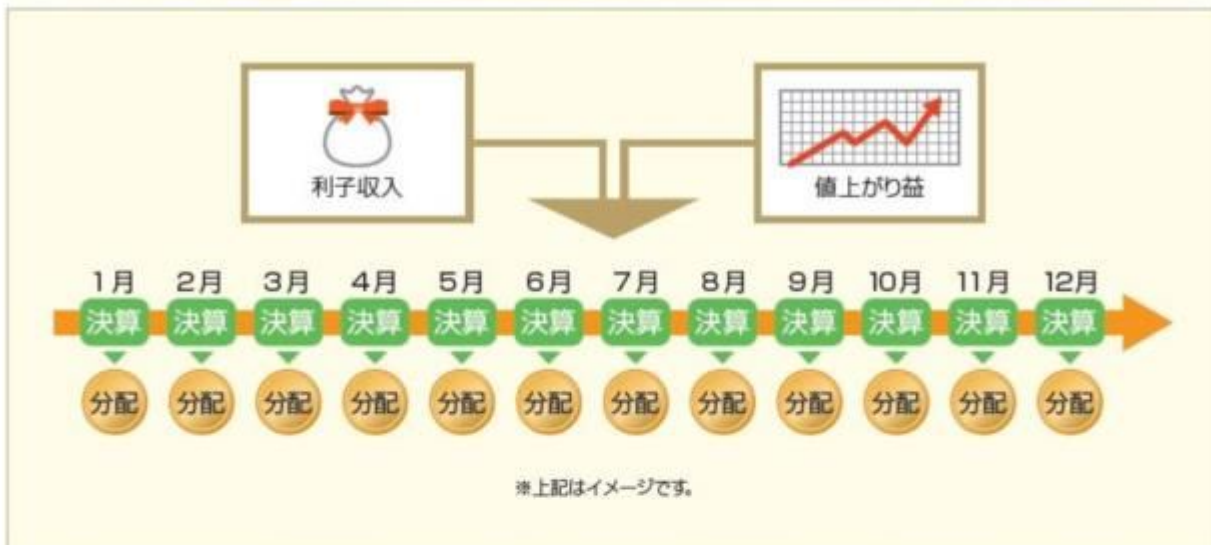 利子収入
値上がり益
1月 2月 3月 4月 5月 6月 7月 8月 9月 10月 11月 12月
決算 決算 決算 決算 決算 決算 決算 決算 決算 決算 決算 決算
分配 分配 分配 分配 分配 分配 分配 分配 分配 分配 分配 分配
※上記はイメージです。